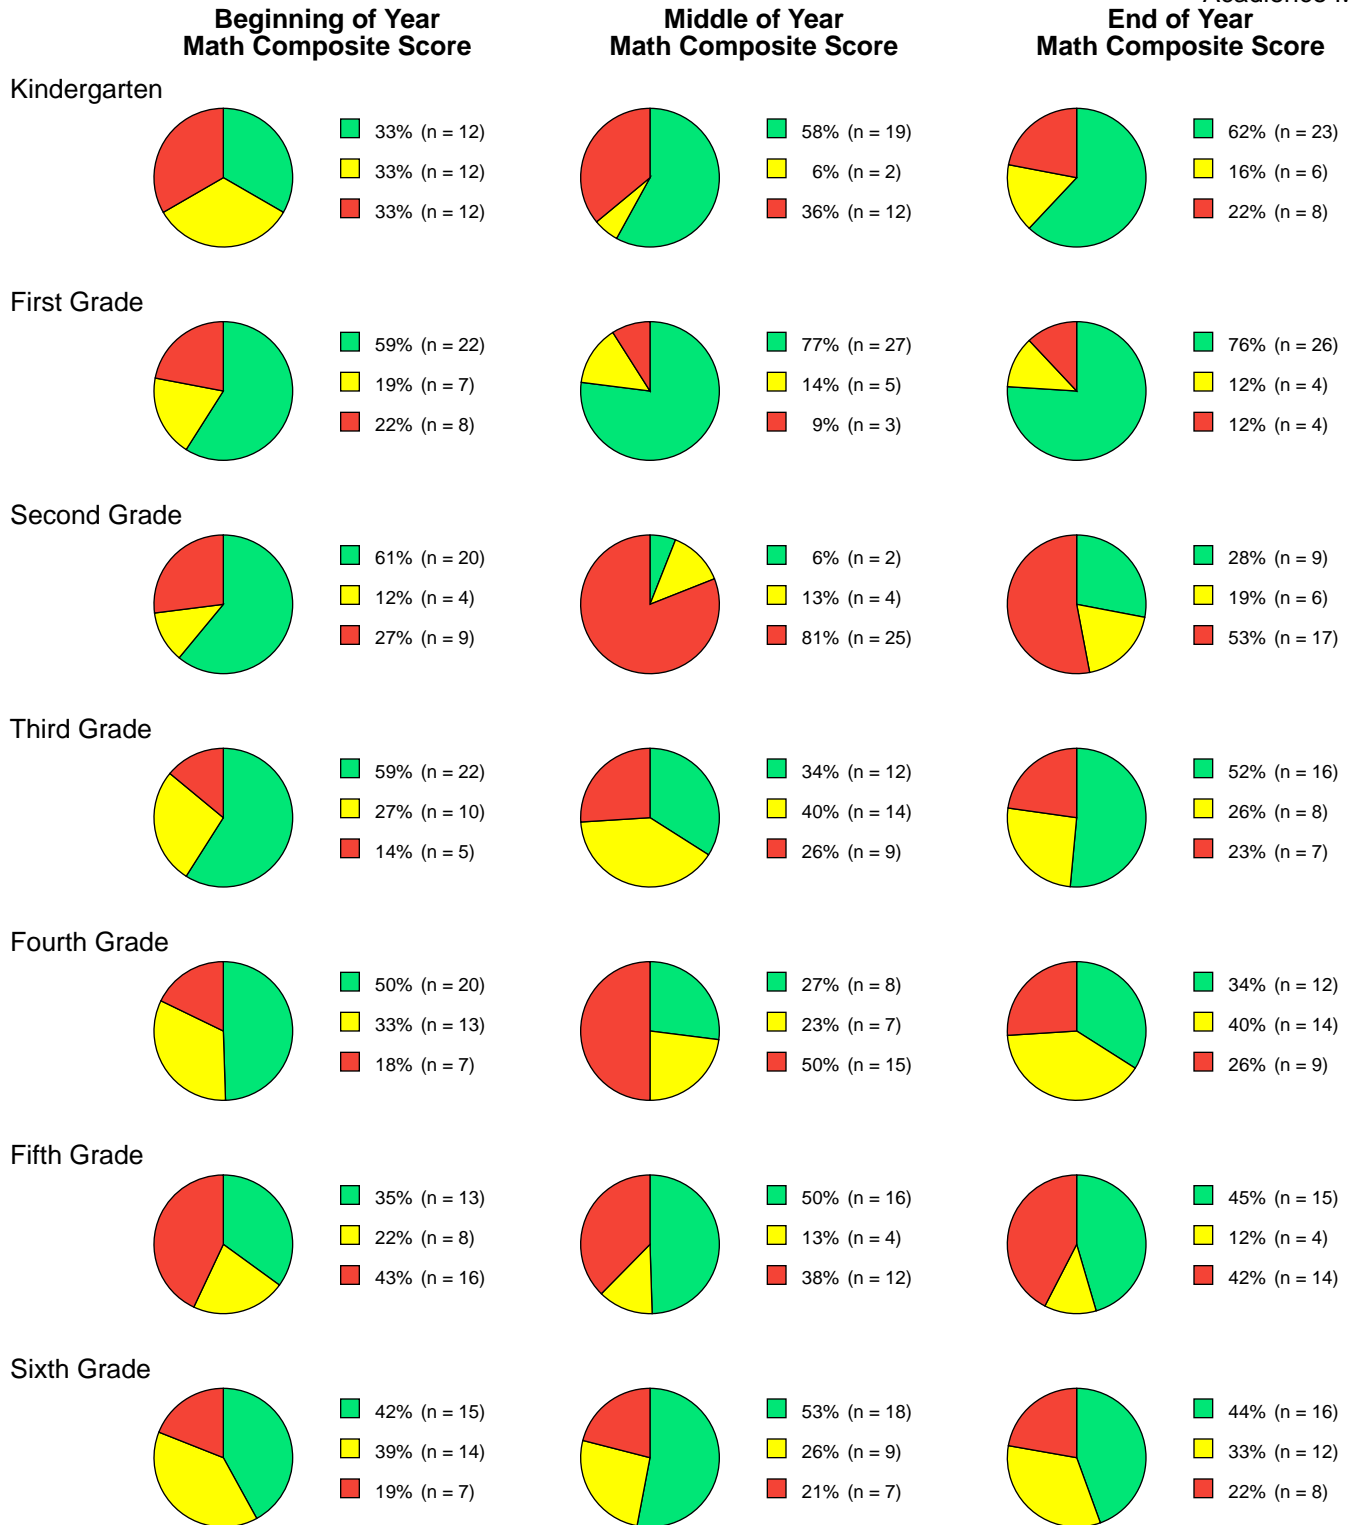 Beginning of Year
Math Composite Score
Middle of Year
Math Composite Score
End of Year
Math Composite Score
Kindergarten
33% (n = 12)
33% (n = 12)
33% (n = 12)
58% (n = 19)
6% (n = 2)
36% (n = 12)
62% (n = 23)
16% (n = 6)
22% (n = 8)
First Grade
59% (n = 22)
19% (n = 7)
22% (n = 8)
77% (n = 27)
14% (n = 5)
9% (n = 3)
76% (n = 26)
12% (n = 4)
12% (n = 4)
Second Grade
61% (n = 20)
12% (n = 4)
27% (n = 9)
6% (n = 2)
13% (n = 4)
81% (n = 25)
28% (n = 9)
19% (n = 6)
53% (n = 17)
Third Grade
59% (n = 22)
27% (n = 10)
14% (n = 5)
34% (n = 12)
40% (n = 14)
26% (n = 9)
52% (n = 16)
26% (n = 8)
23% (n = 7)
Fourth Grade
50% (n = 20)
33% (n = 13)
18% (n = 7)
27% (n = 8)
23% (n = 7)
50% (n = 15)
34% (n = 12)
40% (n = 14)
26% (n = 9)
Fifth Grade
35% (n = 13)
22% (n = 8)
43% (n = 16)
50% (n = 16)
13% (n = 4)
38% (n = 12)
45% (n = 15)
12% (n = 4)
42% (n = 14)
Sixth Grade
42% (n = 15)
39% (n = 14)
19% (n = 7)
53% (n = 18)
26% (n = 9)
21% (n = 7)
44% (n = 16)
33% (n = 12)
22% (n = 8)